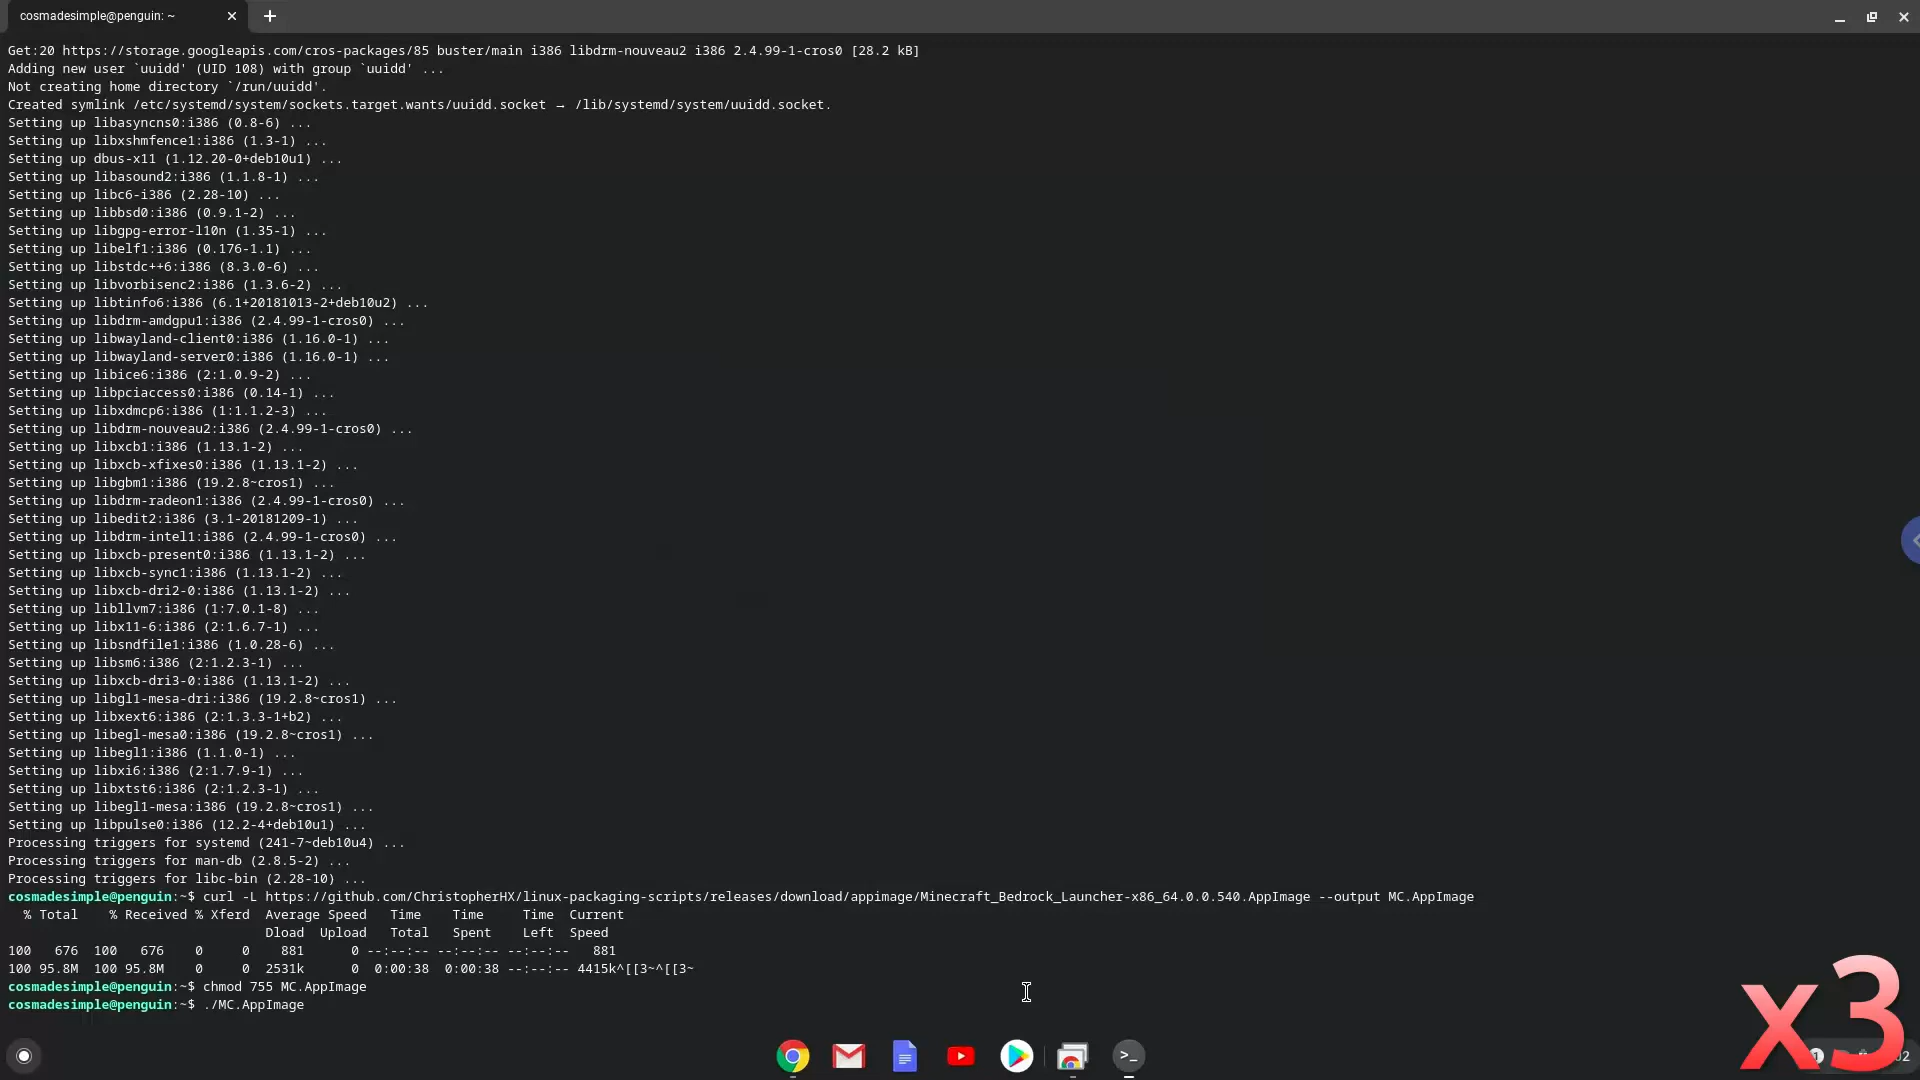 cosmadesimple@penguin: ~
Get:20 https://storage.googleapis.com/cros-packages/85 buster/main i386 libdrm-nouveau2 i386 2.4.99-1-cros0 [28.2 kB]
Adding new user `uuidd' (UID 108) with group `uuidd' ...
Not creating home directory `/run/uuidd'.
Created symlink /etc/systemd/system/sockets.target.wants/uuidd.socket → /lib/systemd/system/uuidd.socket.
Setting up libasyncns0:i386 (0.8-6) ...
Setting up libxshmfence1:i386 (1.3-1) ...
Setting up dbus-x11 (1.12.20-0+deb10u1) ...
Setting up libasound2:i386 (1.1.8-1) ...
Setting up libc6-i386 (2.28-10) ...
Setting up libbsd0:i386 (0.9.1-2) ...
Setting up libgpg-error-l10n (1.35-1) ...
Setting up libelf1:i386 (0.176-1.1) ...
Setting up libstdc++6:i386 (8.3.0-6) ...
Setting up libvorbisenc2:i386 (1.3.6-2) ...
Setting up libtinfo6:i386 (6.1+20181013-2+deb10u2) ...
Setting up libdrm-amdgpu1:i386 (2.4.99-1-cros0) ...
Setting up libwayland-client0:i386 (1.16.0-1) ...
Setting up libwayland-server0:i386 (1.16.0-1) ...
Setting up libice6:i386 (2:1.0.9-2) ...
Setting up libpciaccess0:i386 (0.14-1) ...
Setting up libxdmcp6:i386 (1:1.1.2-3) ...
Setting up libdrm-nouveau2:i386 (2.4.99-1-cros0) ...
Setting up libxcb1:i386 (1.13.1-2) ...
Setting up libxcb-xfixes0:i386 (1.13.1-2) ...
Setting up libgbm1:i386 (19.2.8~cros1) ...
Setting up libdrm-radeon1:i386 (2.4.99-1-cros0) ...
Setting up libedit2:i386 (3.1-20181209-1) ...
Setting up libdrm-intel1:i386 (2.4.99-1-cros0) ...
Setting up libxcb-present0:i386 (1.13.1-2) ...
Setting up libxcb-sync1:i386 (1.13.1-2) ...
Setting up libxcb-dri2-0:i386 (1.13.1-2) ...
Setting up libllvm7:i386 (1:7.0.1-8) ...
Setting up libx11-6:i386 (2:1.6.7-1) ...
Setting up libsndfile1:i386 (1.0.28-6) ...
Setting up libsm6:i386 (2:1.2.3-1) ...
Setting up libxcb-dri3-0:i386 (1.13.1-2) ...
Setting up libgl1-mesa-dri:i386 (19.2.8~cros1) ...
Setting up libxext6:i386 (2:1.3.3-1+b2) ...
Setting up libegl-mesa0:i386 (19.2.8~cros1) ...
Setting up libegl1:i386 (1.1.0-1) ...
Setting up libxi6:i386 (2:1.7.9-1) ...
Setting up libxtst6:i386 (2:1.2.3-1) ...
Setting up libegl1-mesa:i386 (19.2.8~cros1) ...
Setting up libpulse0:i386 (12.2-4+deb10u1) ...
Processing triggers for systemd (241-7~deb10u4) ...
Processing triggers for man-db (2.8.5-2) ...
Processing triggers for libc-bin (2.28-10) ...
cosmadesimple@penguin:~$ curl -L https://github.com/ChristopherHX/linux-packaging-scripts/releases/download/appimage/Minecraft_Bedrock_Launcher-x86_64.0.0.540.AppImage --output MC.AppImage
% Total % Received % Xferd Average Speed Time Time Time Current
Dload Upload Total Spent Left Speed
100 676 100 676 0 0 881 0 --:--:-- --:--:-- --:--:-- 881
100 95.8M 100 95.8M 0 0 2531k 0 0:00:38 0:00:38 --:--:-- 4415k^[[3~^[[3~
cosmadesimple@penguin:~$ chmod 755 MC.AppImage
cosmadesimple@penguin:~$ ./MC.AppImage
x3